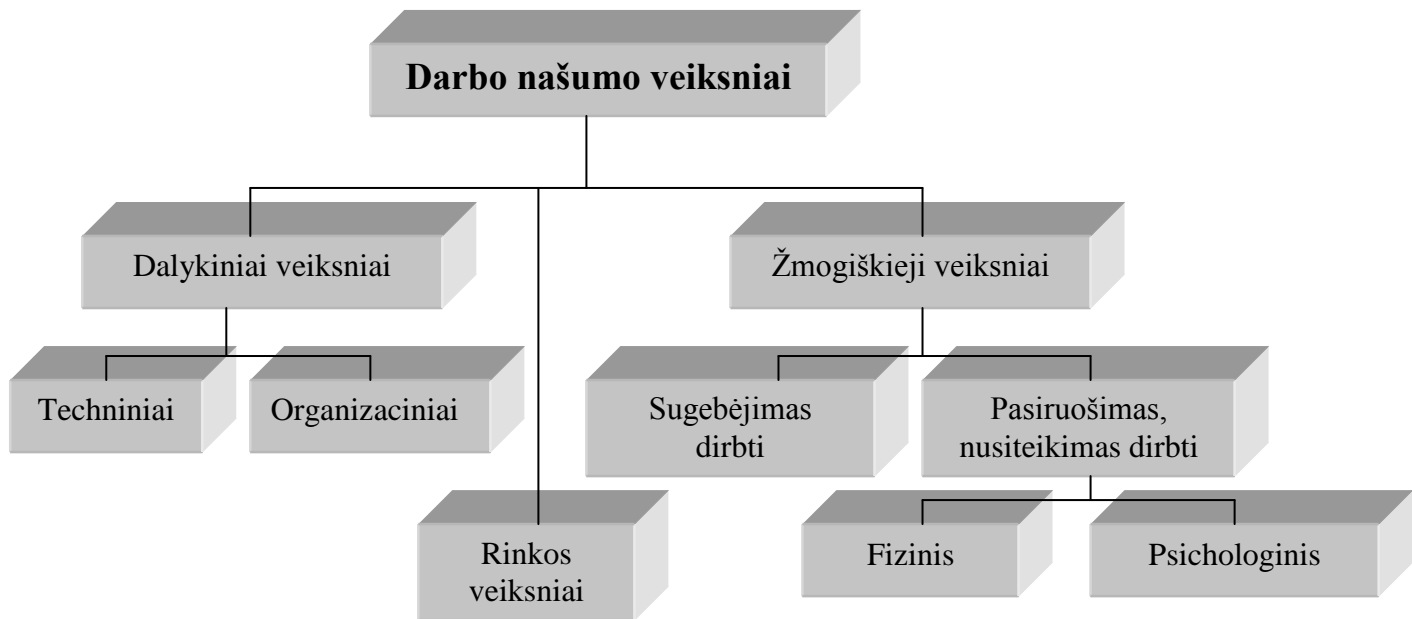 Darbo našumo veiksniai
Dalykiniai veiksniai
Žmogiškieji veiksniai
Techniniai
Organizaciniai
Sugebėjimas
dirbti
Pasiruošimas,
nusiteikimas dirbti
Rinkos
veiksniai
Fizinis
Psichologinis